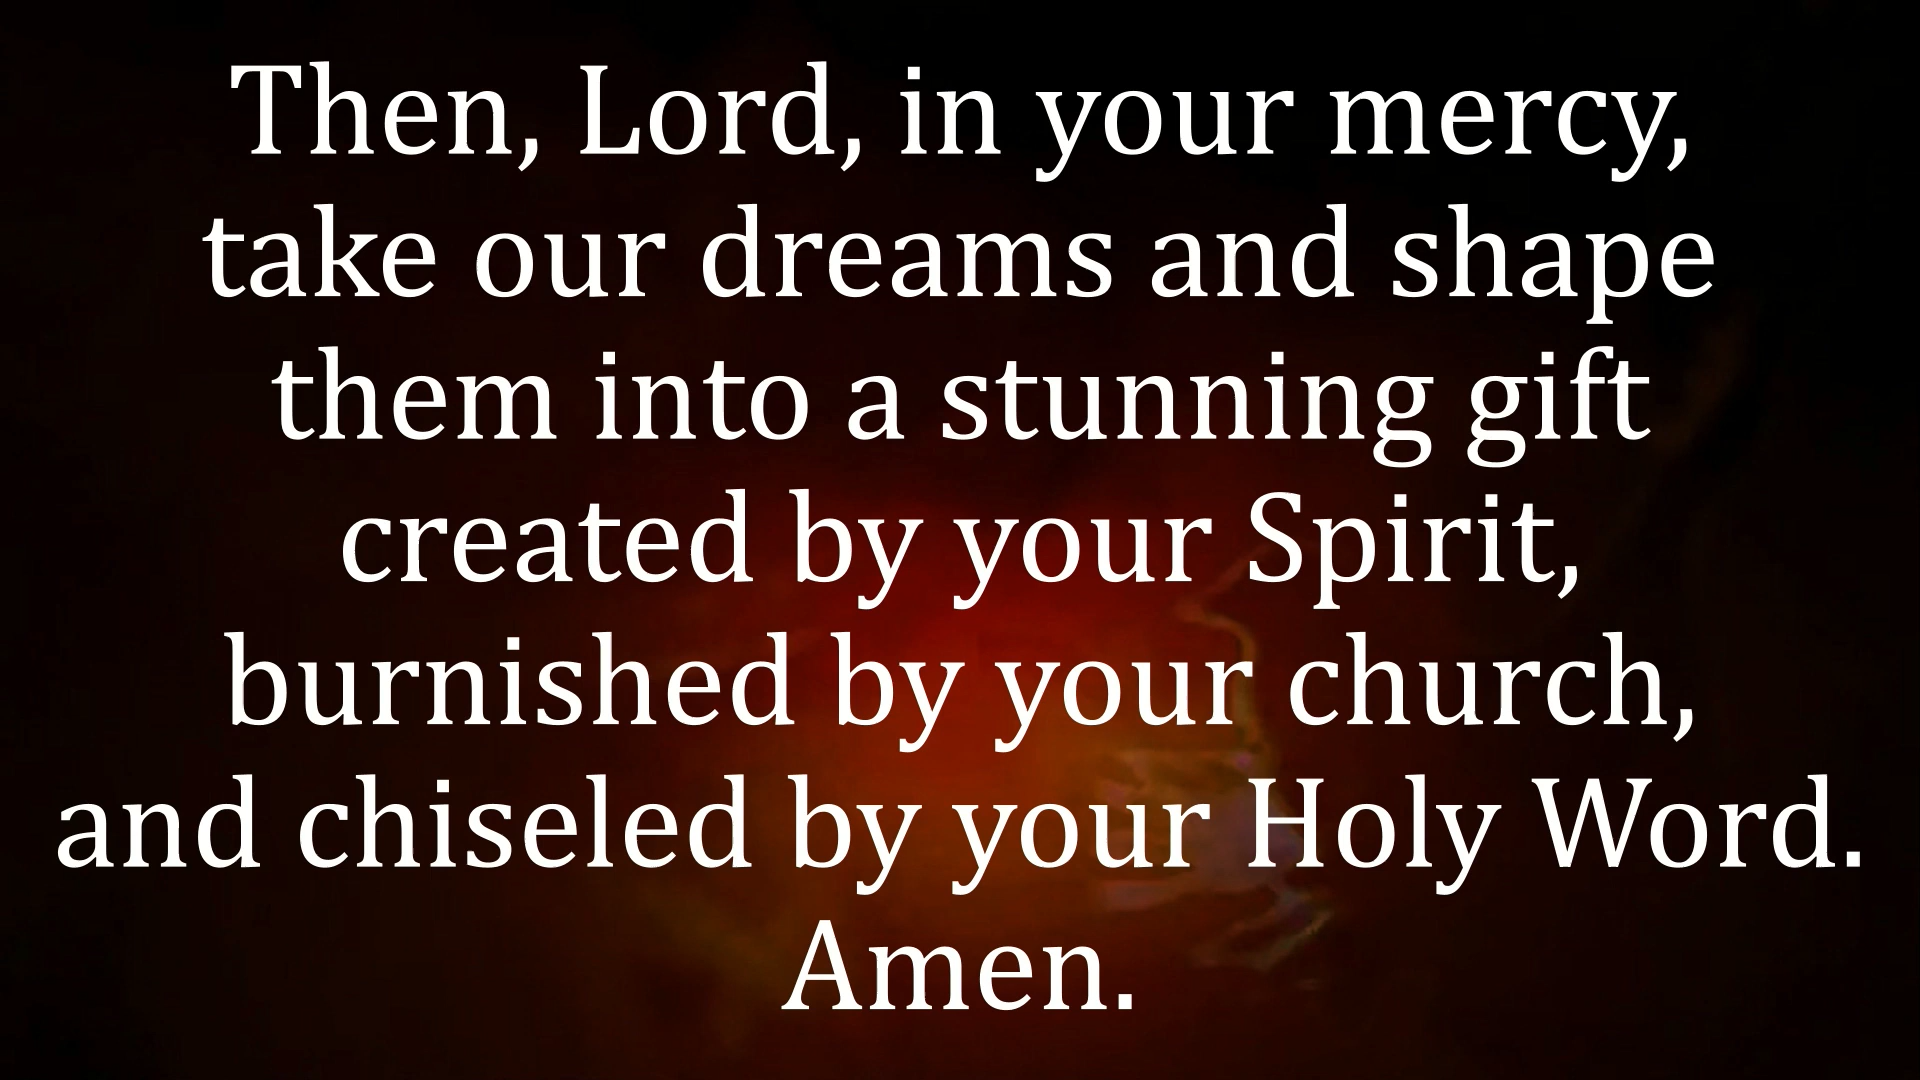 Then, Lord, in your mercy,
take our dreams and shape
them into a stunning gift
created by your Spirit,
burnished by your church,
and chiseled by your Holy Word.
Amen.